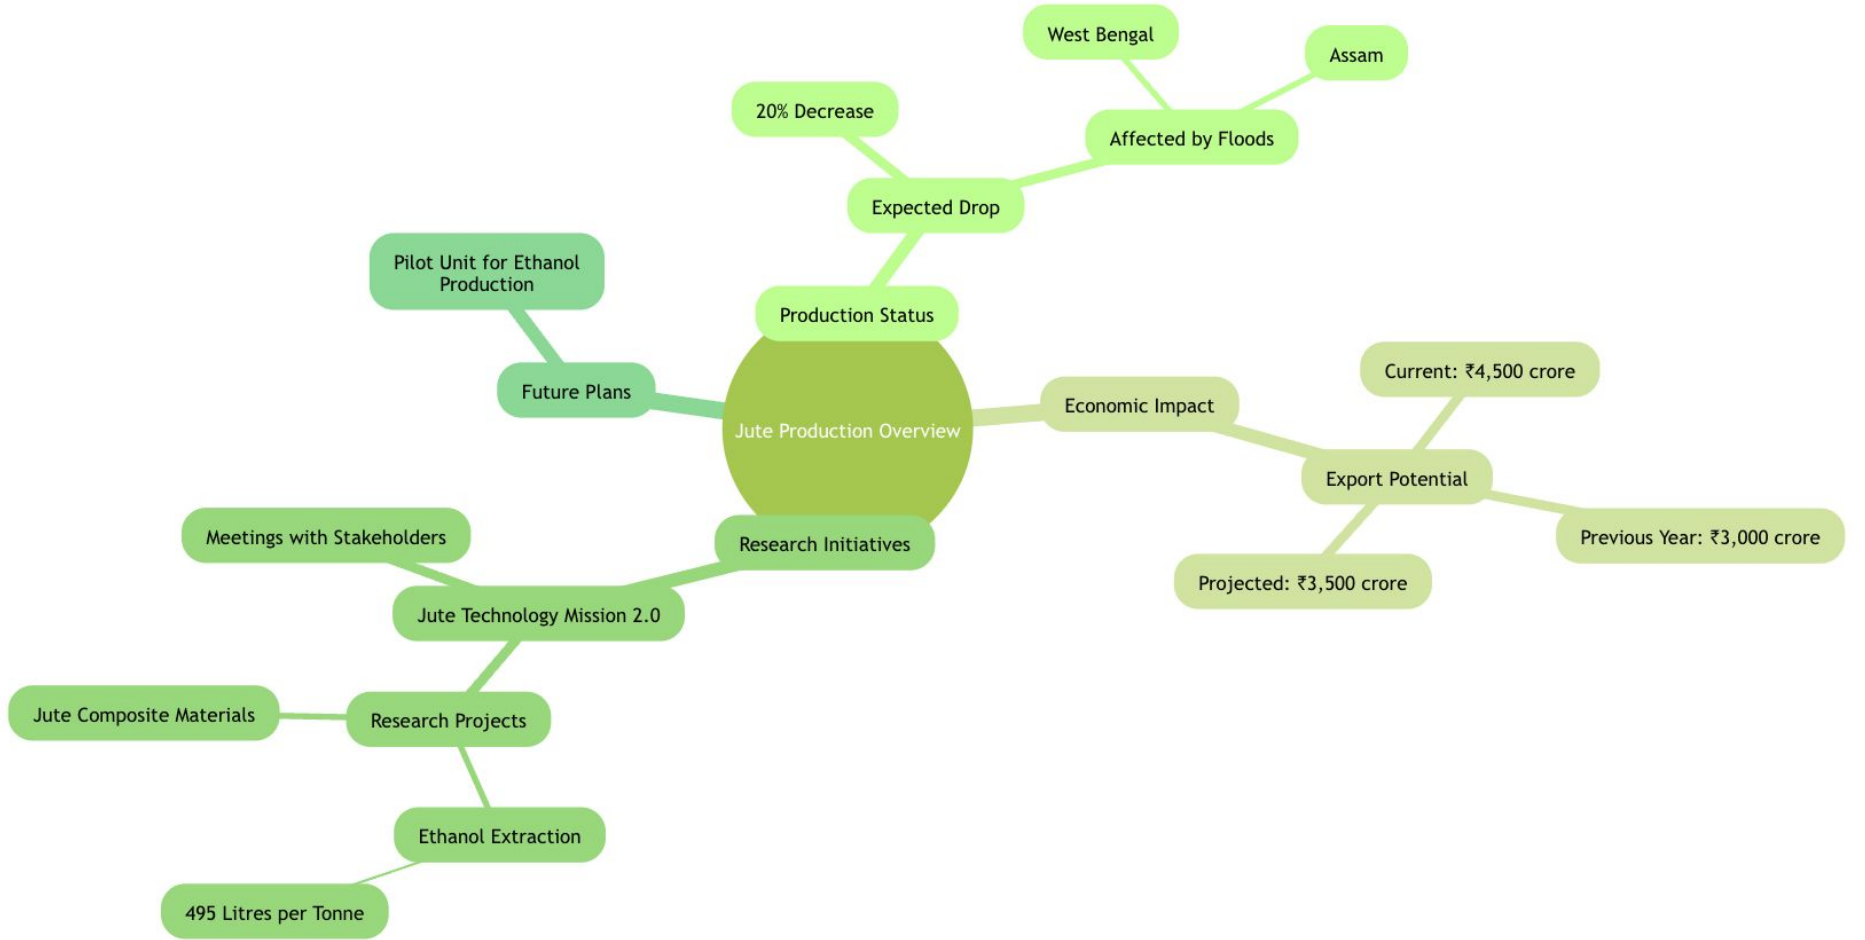 West Bengal
Assam
20% Decrease
Affected by Floods
Expected Drop
Pilot Unit for Ethanol
Production
Production Status
Future Plans
Jute Production Overview
Economic Impact
Current: ₹4,500 crore
Export Potential
Previous Year: ₹3,000 crore
Projected: ₹3,500 crore
Research Initiatives
Meetings with Stakeholders
Jute Technology Mission 2.0
Jute Composite Materials
Research Projects
Ethanol Extraction
495 Litres per Tonne